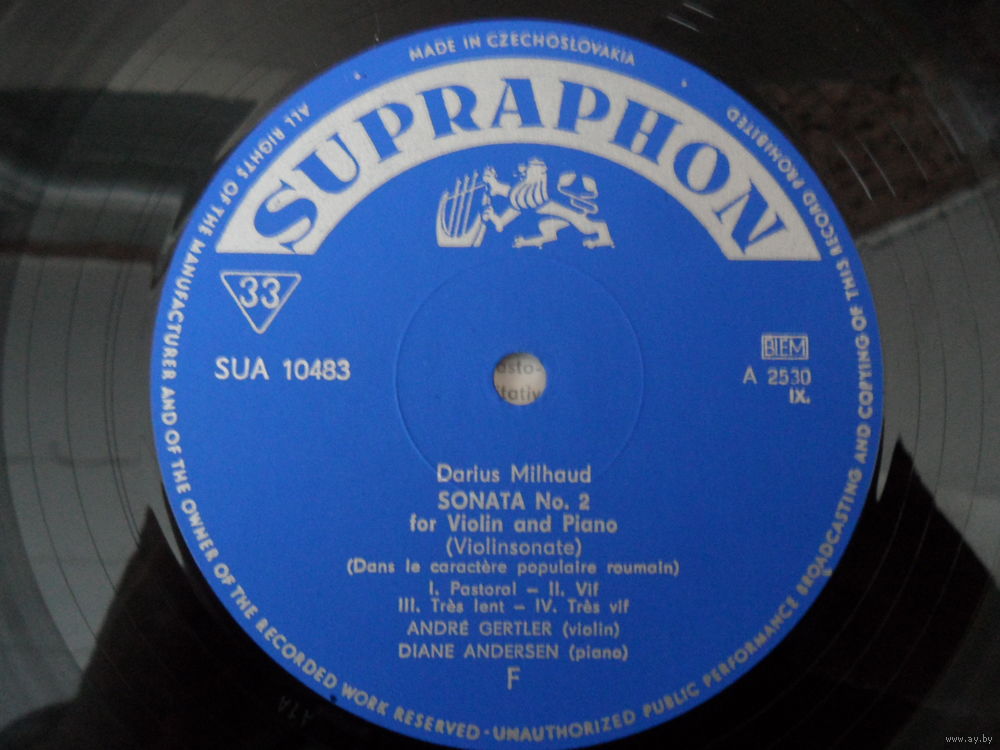 MADE IN CZECHOSLOVAKIA
ALL RIGHTS OF THE MANUFACTURER AND OF THE OWNER OF THE RECORDED WORK RESERVED - UNAUTHORIZED PUBLIC PERFORMANCE BROADCASTING AND COPYING OF THIS RECORD PROHIBITED
SUPRAPHON
33
SUA 10483
BIEM
A 2530
IX.
Darius Milhaud
SONATA No. 2
for Violin and Piano
(Violinsonate)
(Dans le caractère populaire roumain)
I. Pastoral – II. Vif
III. Très lent – IV. Très vif
ANDRÉ GERTLER (violin)
DIANE ANDERSEN (piano)
F
www.ay.by